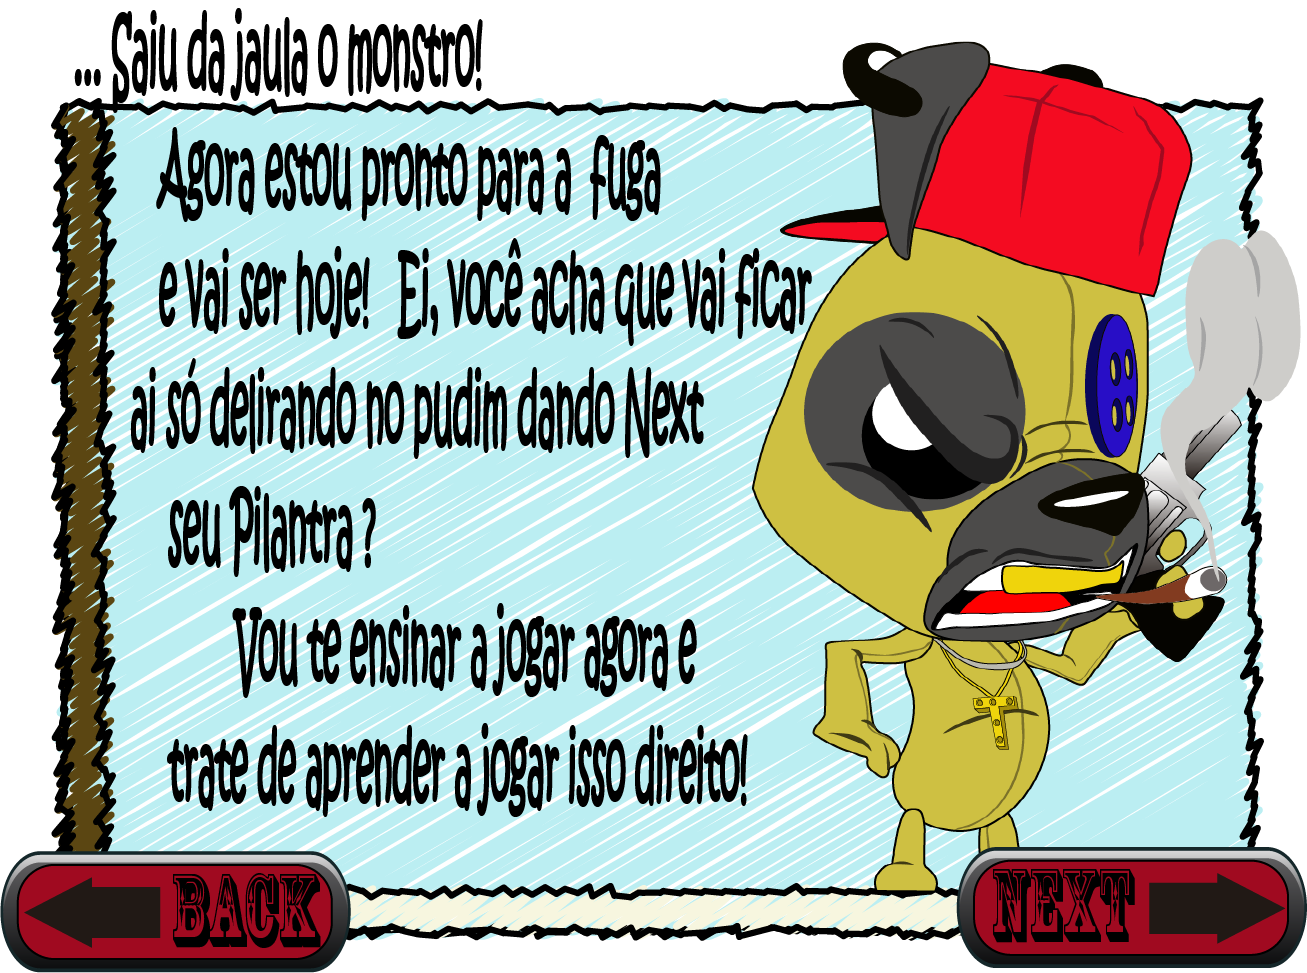 ... Saiu da jaula o monstro!
Agora estou pronto para a fuga
e vai ser hoje! Ei, você acha que vai ficar
ai só delirando no pudim dando Next
seu Pilantra ?
Vou te ensinar a jogar agora e
trate de aprender a jogar isso direito!
T
BACK
NEXT